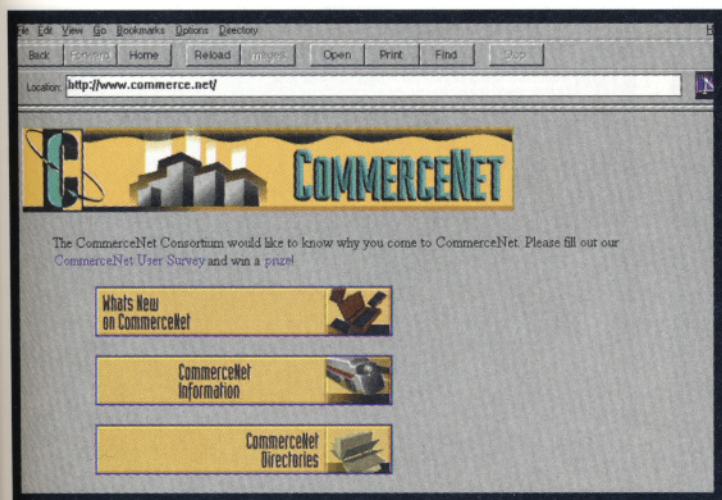 File Edit View Go Bookmarks Options Directory
Back Forward Home Reload Images Open Print Find Stop
Location: http://www.commerce.net/
C
COMMERCENET
The CommerceNet Consortium would like to know why you come to CommerceNet. Please fill out our
CommerceNet User Survey and win a prize!
Whats New
on CommerceNet
CommerceNet
Information
CommerceNet
Directories